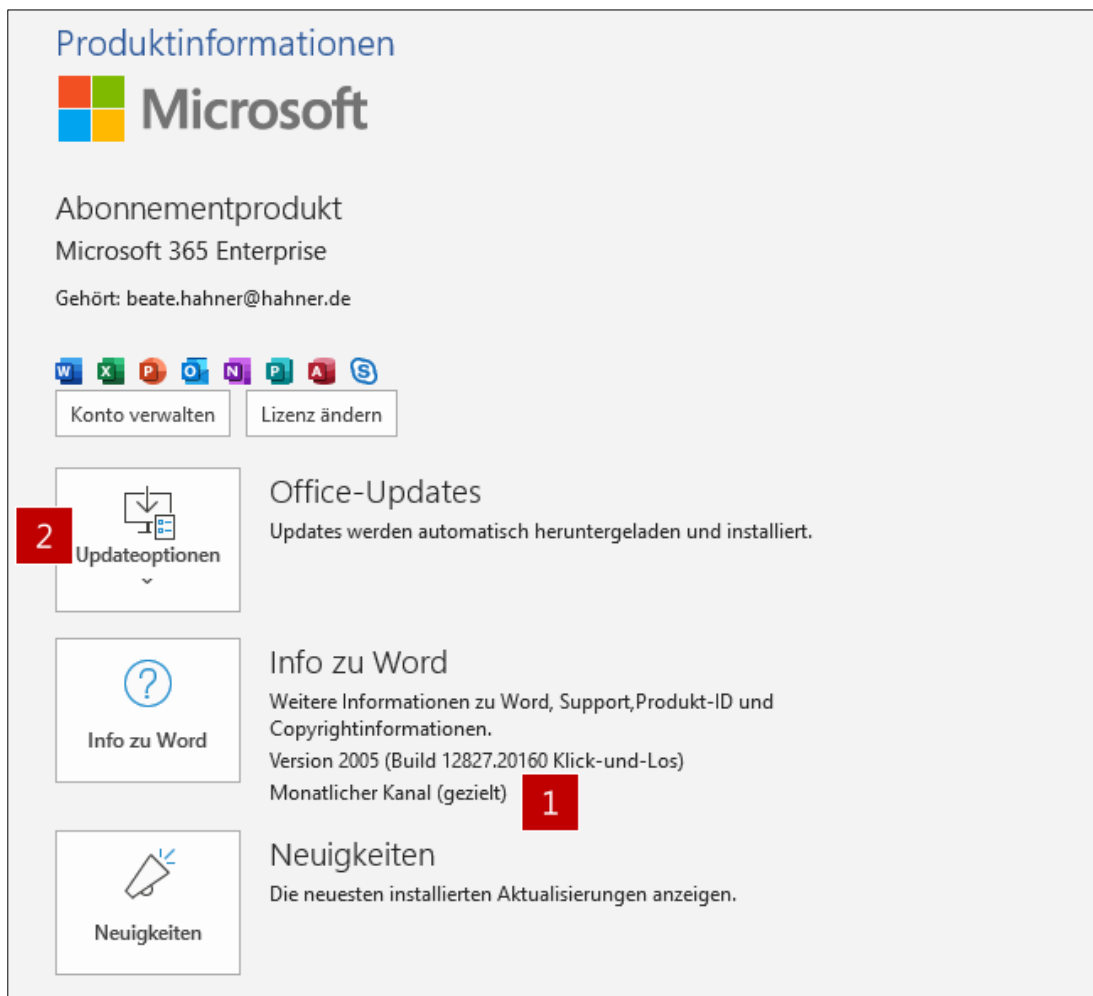 Produktinformationen
Microsoft
Abonnementprodukt
Microsoft 365 Enterprise
Gehört: beate.hahner@hahner.de
Konto verwalten
Lizenz ändern
2
Updateoptionen
Office-Updates
Updates werden automatisch heruntergeladen und installiert.
Info zu Word
Info zu Word
Weitere Informationen zu Word, Support,Produkt-ID und
Copyrightinformationen.
Version 2005 (Build 12827.20160 Klick-und-Los)
Monatlicher Kanal (gezielt)
1
Neuigkeiten
Neuigkeiten
Die neuesten installierten Aktualisierungen anzeigen.